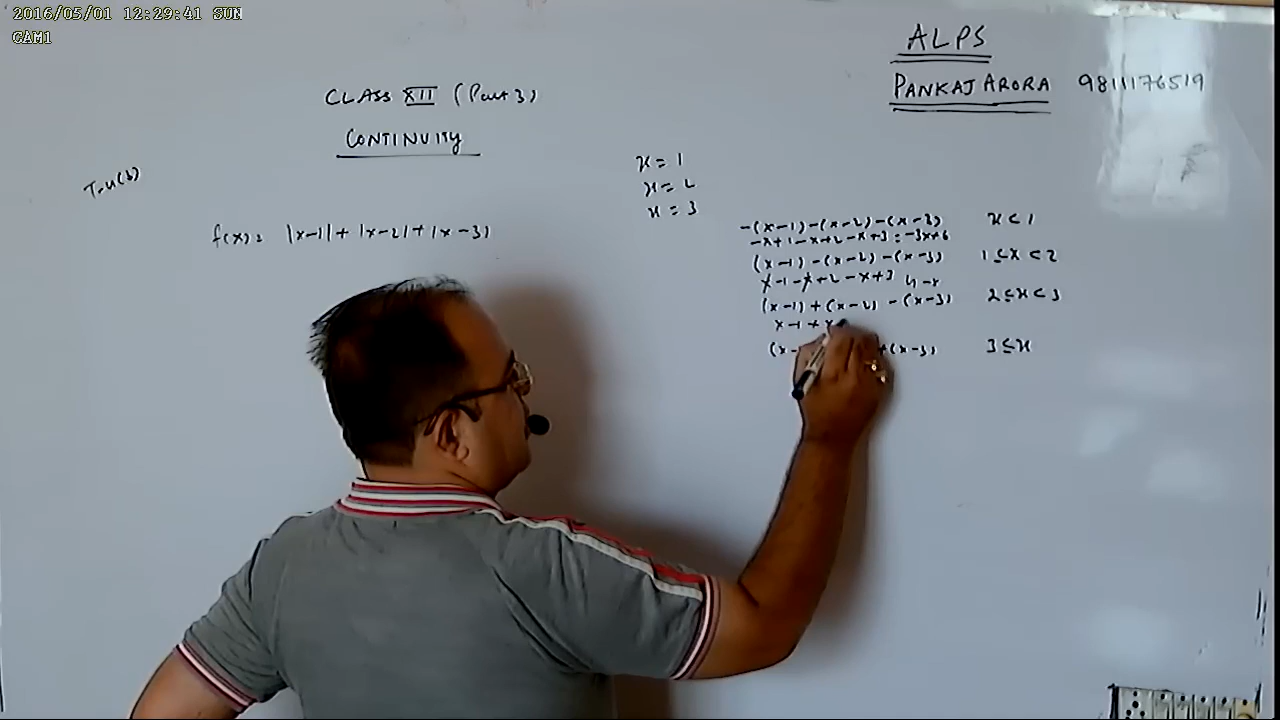 2016/05/01 12:29:41 SUN
CAM1
ALPS
PANKAJ ARORA 9811176519
CLASS XII (Part 3)
CONTINUITY
f(x) = |x-1| + |x-2| + |x-3|
x = 1
x = 2
x = 3
-(x-1)-(x-2)-(x-3) x < 1
-x+1-x+2-x+3 = -3x+6
(x-1)-(x-2)-(x-3) 1 ≤ x < 2
x-1-x+2-x+3 4-x
(x-1)+(x-2)-(x-3) 2 ≤ x < 3
x-1+x
(x- +(x-3) 3 ≤ x